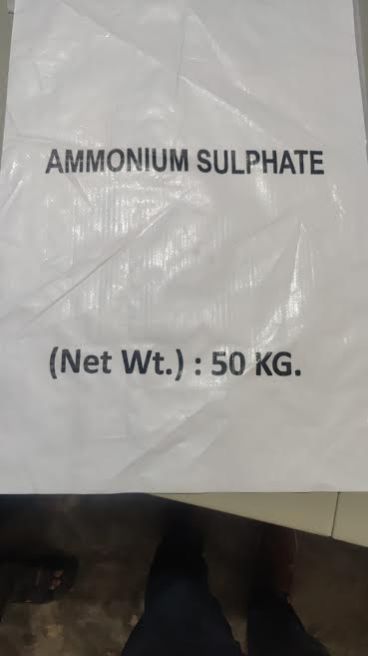 AMMONIUM SULPHATE
(Net Wt.) : 50 KG.